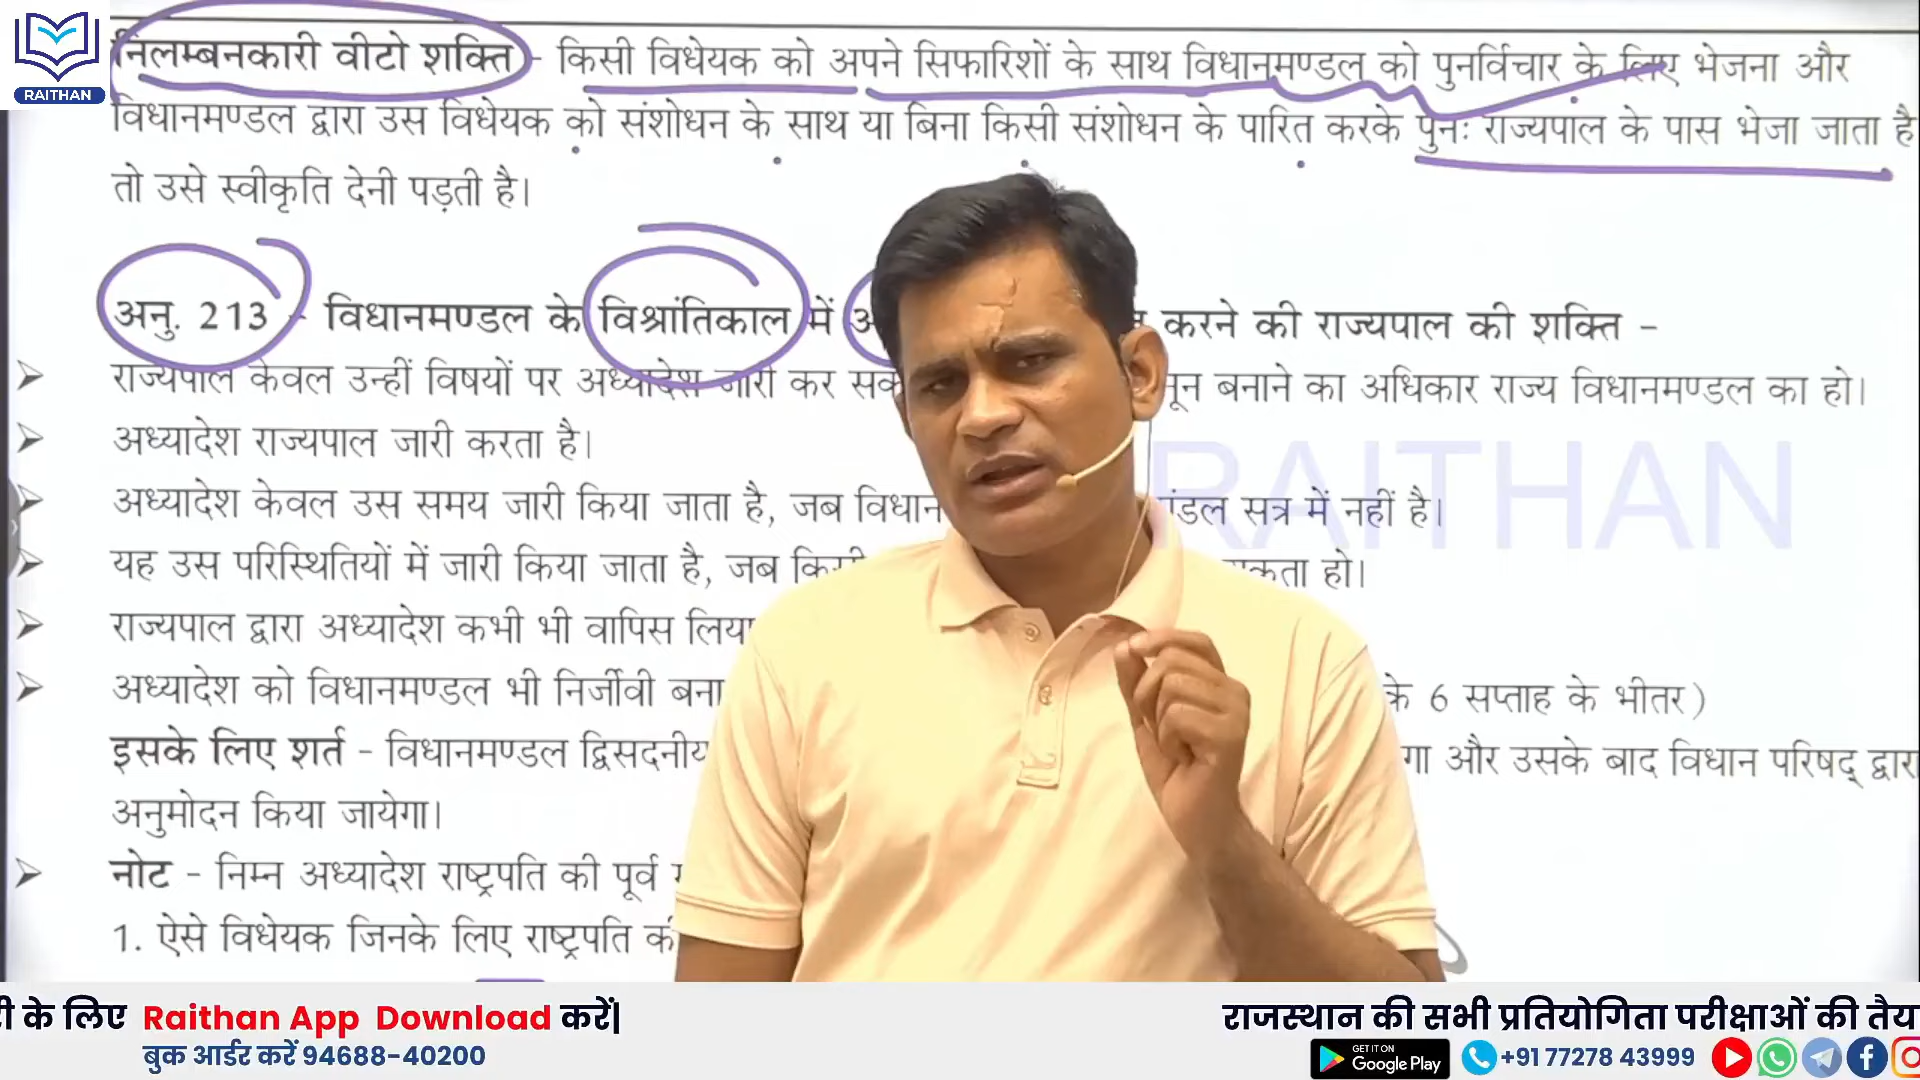 RAITHAN
निलम्बनकारी वीटो शक्ति - किसी विधेयक को अपने सिफारिशों के साथ विधानमण्डल को पुनर्विचार के लिए भेजना और
विधानमण्डल द्वारा उस विधेयक को संशोधन के साथ या बिना किसी संशोधन के पारित करके पुनः राज्यपाल के पास भेजा जाता है
तो उसे स्वीकृति देनी पड़ती है।
अनु. 213 - विधानमण्डल के विश्रांतिकाल में करने की राज्यपाल की शक्ति -
राज्यपाल केवल उन्हीं विषयों पर अध्यादेश जारी कर बनाने का अधिकार राज्य विधानमण्डल का हो।
अध्यादेश राज्यपाल जारी करता है।
RAITHAN
अध्यादेश केवल उस समय जारी किया जाता है, जब सत्र में नहीं है।
यह उस परिस्थितियों में जारी किया जाता है, जब हो।
राज्यपाल द्वारा अध्यादेश कभी भी वापिस
अध्यादेश को विधानमण्डल भी निर्जीवी के 6 सप्ताह के भीतर)
इसके लिए शर्त - विधानमण्डल और उसके बाद विधान परिषद् द्वारा
अनुमोदन किया जायेगा।
नोट - निम्न अध्यादेश राष्ट्रपति की पूर्व
1. ऐसे विधेयक जिनके लिए राष्ट्रपति
के लिए Raithan App Download करें|
राजस्थान की सभी प्रतियोगिता परीक्षाओं की
बुक आर्डर करें 94688-40200
GET IT ON
Google Play
+91 77278 43999